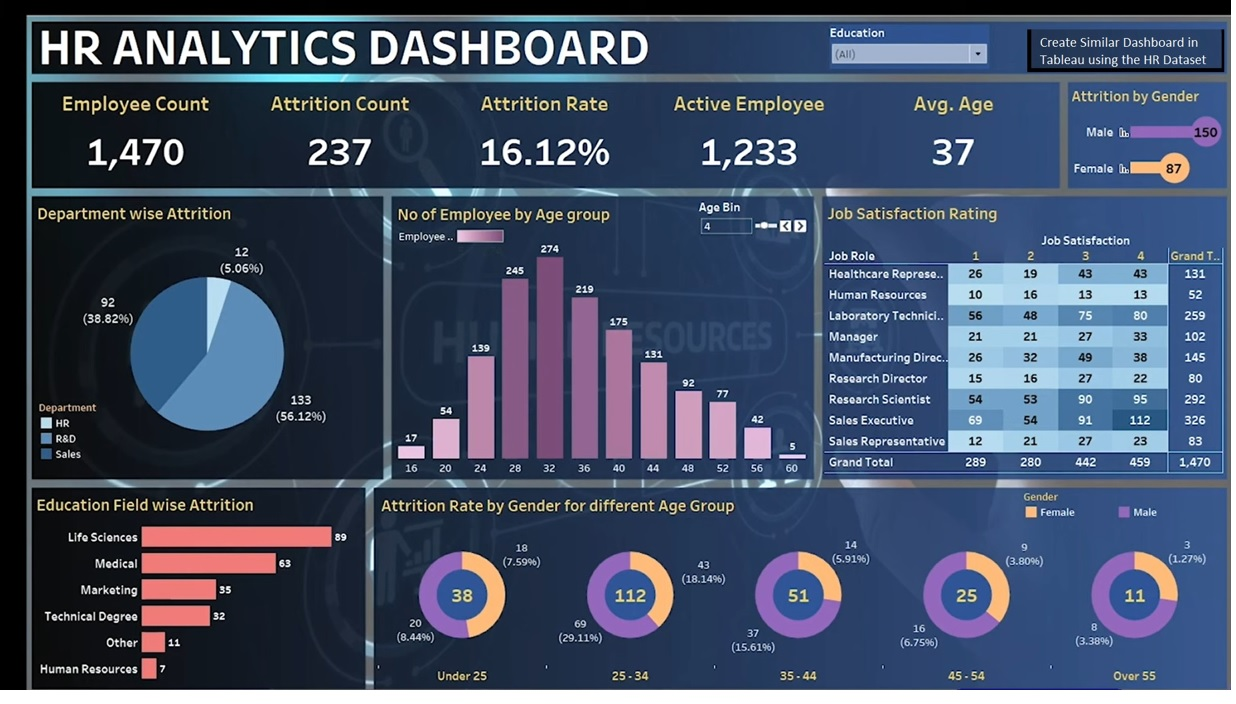 HR ANALYTICS DASHBOARD
Education
(All)
Create Similar Dashboard in
Tableau using the HR Dataset
Employee Count
1,470
Attrition Count
237
Attrition Rate
16.12%
Active Employee
1,233
Avg. Age
37
Attrition by Gender
Male 150
Female 87
Department wise Attrition
12
(5.06%)
92
(38.82%)
133
(56.12%)
Department
HR
R&D
Sales
No of Employee by Age group
Employee ..
Age Bin
4
17 54 139 245 274 219 175 131 92 77 42 5
16 20 24 28 32 36 40 44 48 52 56 60
HUMAN RESOURCES
Job Satisfaction Rating
Job Satisfaction
Job Role 1 2 3 4 Grand T..
Healthcare Represe.. 26 19 43 43 131
Human Resources 10 16 13 13 52
Laboratory Technici.. 56 48 75 80 259
Manager 21 21 27 33 102
Manufacturing Direc.. 26 32 49 38 145
Research Director 15 16 27 22 80
Research Scientist 54 53 90 95 292
Sales Executive 69 54 91 112 326
Sales Representative 12 21 27 23 83
Grand Total 289 280 442 459 1,470
Education Field wise Attrition
Life Sciences 89
Medical 63
Marketing 35
Technical Degree 32
Other 11
Human Resources 7
Attrition Rate by Gender for different Age Group
Gender
Female Male
18
(7.59%)
38
20
(8.44%)
Under 25
43
(18.14%)
112
69
(29.11%)
25 - 34
14
(5.91%)
51
37
(15.61%)
35 - 44
9
(3.80%)
25
16
(6.75%)
45 - 54
3
(1.27%)
11
8
(3.38%)
Over 55